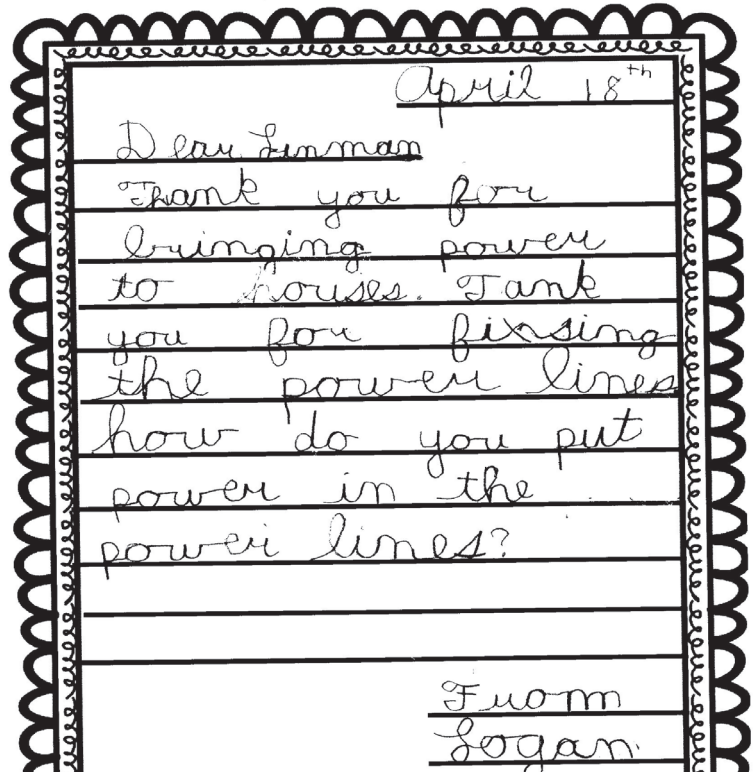 April 18th
Dear Linman
Thank you for
bringing power
to houses. Tank
you for fixsing
the power lines
how do you put
power in the
power lines?
From
Logan